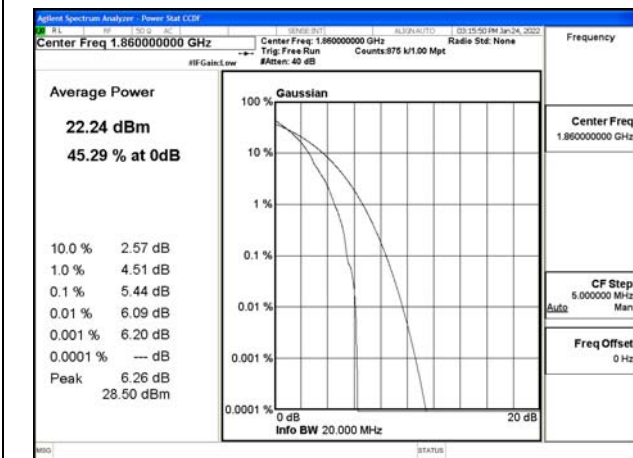 Agilent Spectrum Analyzer - Power Stat CCDF
RL RF 50 Ω AC SENSE:INT ALIGN AUTO 03:15:50 PM Jan 24, 2022
Center Freq 1.860000000 GHz
Center Freq: 1.860000000 GHz Radio Std: None
Trig: Free Run Counts:875 k/1.00 Mpt
#IFGain:Low #Atten: 40 dB
Frequency
Average Power
22.24 dBm
45.29 % at 0dB
10.0 % 2.57 dB
1.0 % 4.51 dB
0.1 % 5.44 dB
0.01 % 6.09 dB
0.001 % 6.20 dB
0.0001 % --- dB
Peak 6.26 dB
28.50 dBm
Gaussian
100 %
10 %
1 %
0.1 %
0.01 %
0.001 %
0.0001 %
0 dB 20 dB
Info BW 20.000 MHz
Center Freq
1.860000000 GHz
CF Step
5.000000 MHz
Auto Man
Freq Offset
0 Hz
MSG STATUS